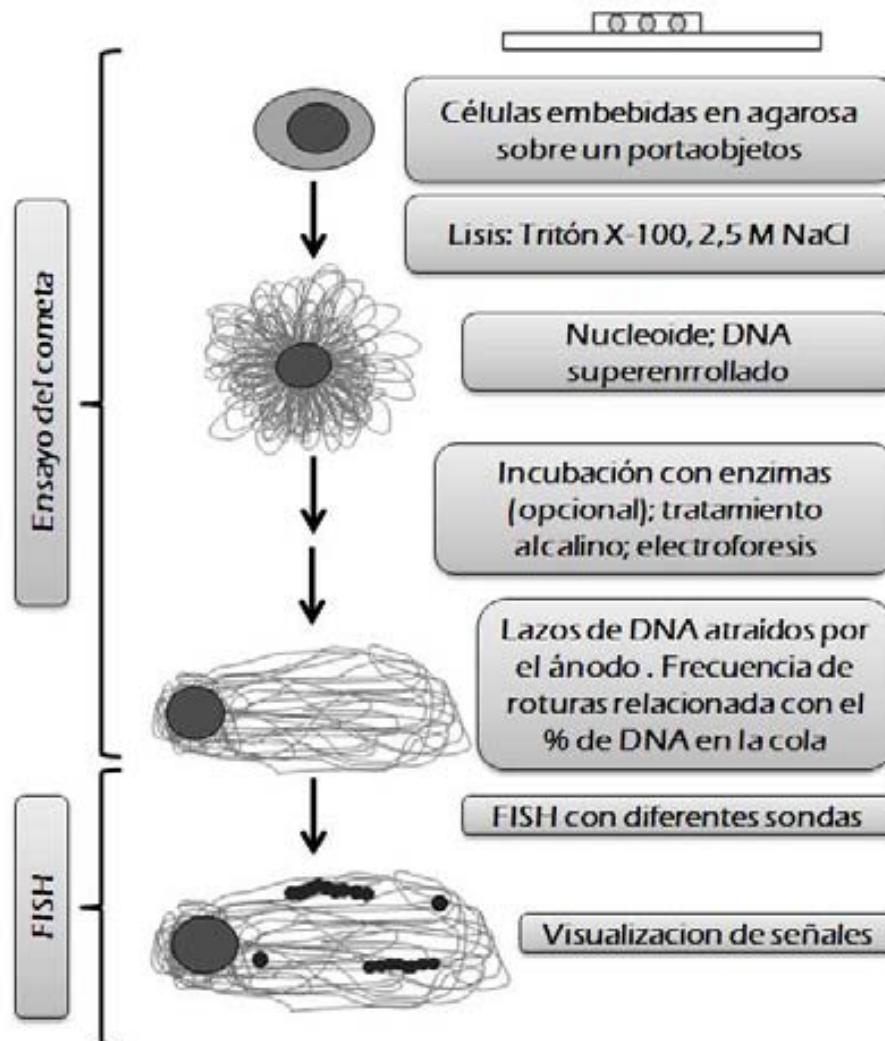 Células embebidas en agarosa
sobre un portaobjetos
Lisis: Tritón X-100, 2,5 M NaCl
Nucleoide; DNA
superenrrollado
Incubación con enzimas
(opcional); tratamiento
alcalino; electroforesis
Lazos de DNA atraídos por
el ánodo . Frecuencia de
roturas relacionada con el
% de DNA en la cola
Ensayo del cometa
FISH con diferentes sondas
Visualizacion de señales
FISH